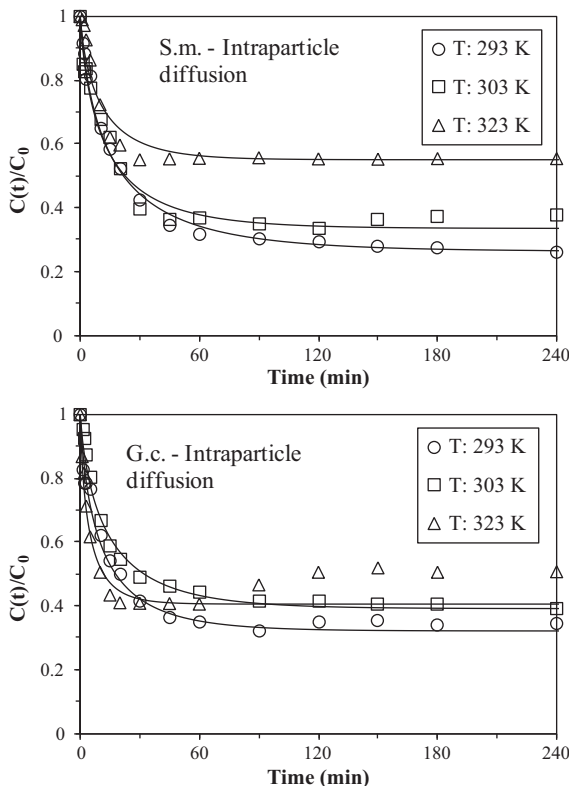 S.m. - Intraparticle
diffusion
T: 293 K
T: 303 K
T: 323 K
1
0.8
0.6
0.4
0.2
0
C(t)/C₀
0 60 120 180 240
Time (min)
G.c. - Intraparticle
diffusion
T: 293 K
T: 303 K
T: 323 K
1
0.8
0.6
0.4
0.2
0
C(t)/C₀
0 60 120 180 240
Time (min)